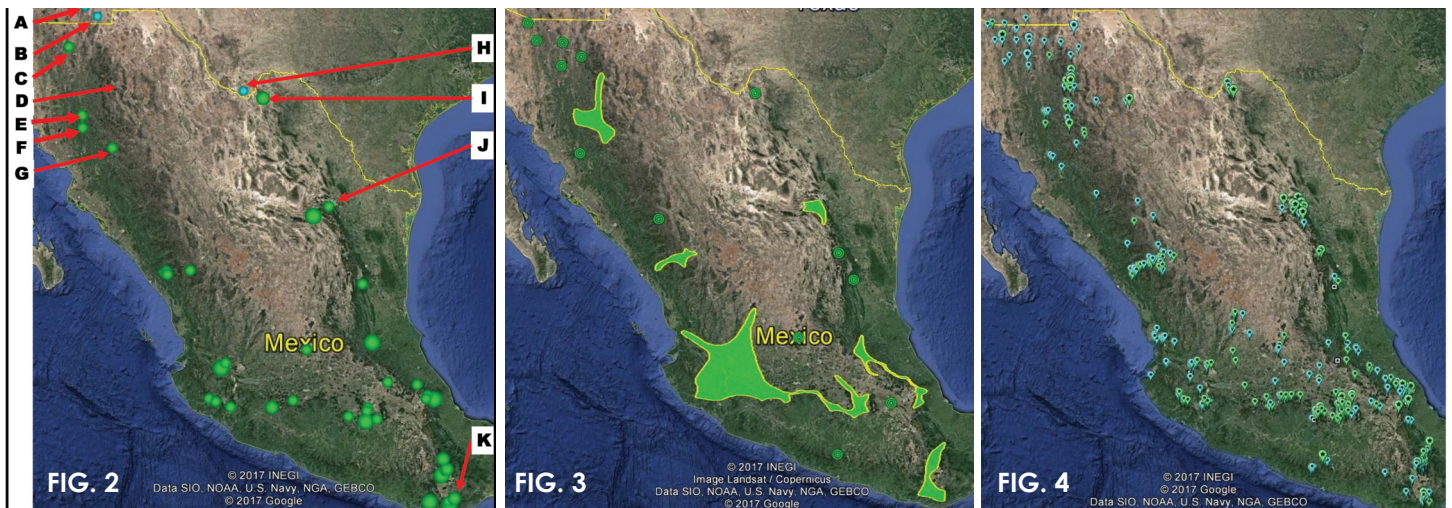 A
B
C
D
E
F
G
H
I
J
K
Mexico
© 2017 INEGI
Data SIO, NOAA, U.S. Navy, NGA, GEBCO
© 2017 Google
FIG. 2
Mexico
© 2017 INEGI
Image Landsat / Copernicus
Data SIO, NOAA, U.S. Navy, NGA, GEBCO
© 2017 Google
FIG. 3
© 2017 INEGI
© 2017 Google
Data SIO, NOAA, U.S. Navy, NGA, GEBCO
FIG. 4